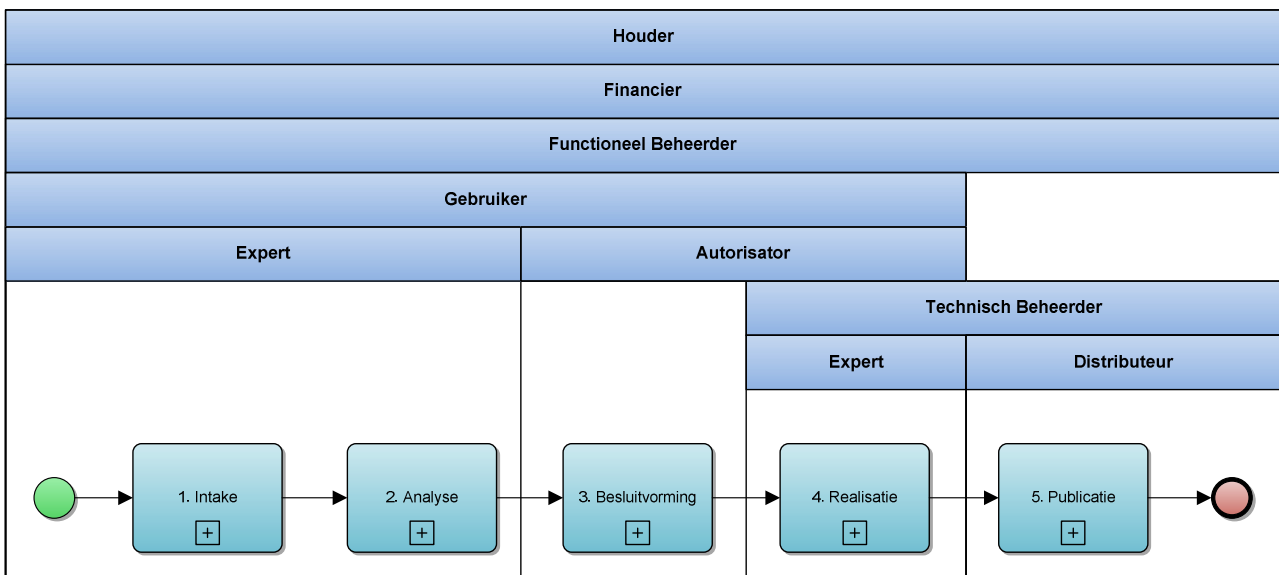 Houder
Financier
Functioneel Beheerder
Gebruiker
Expert
Autorisator
Technisch Beheerder
Expert
Distributeur
1. Intake
2. Analyse
3. Besluitvorming
4. Realisatie
5. Publicatie